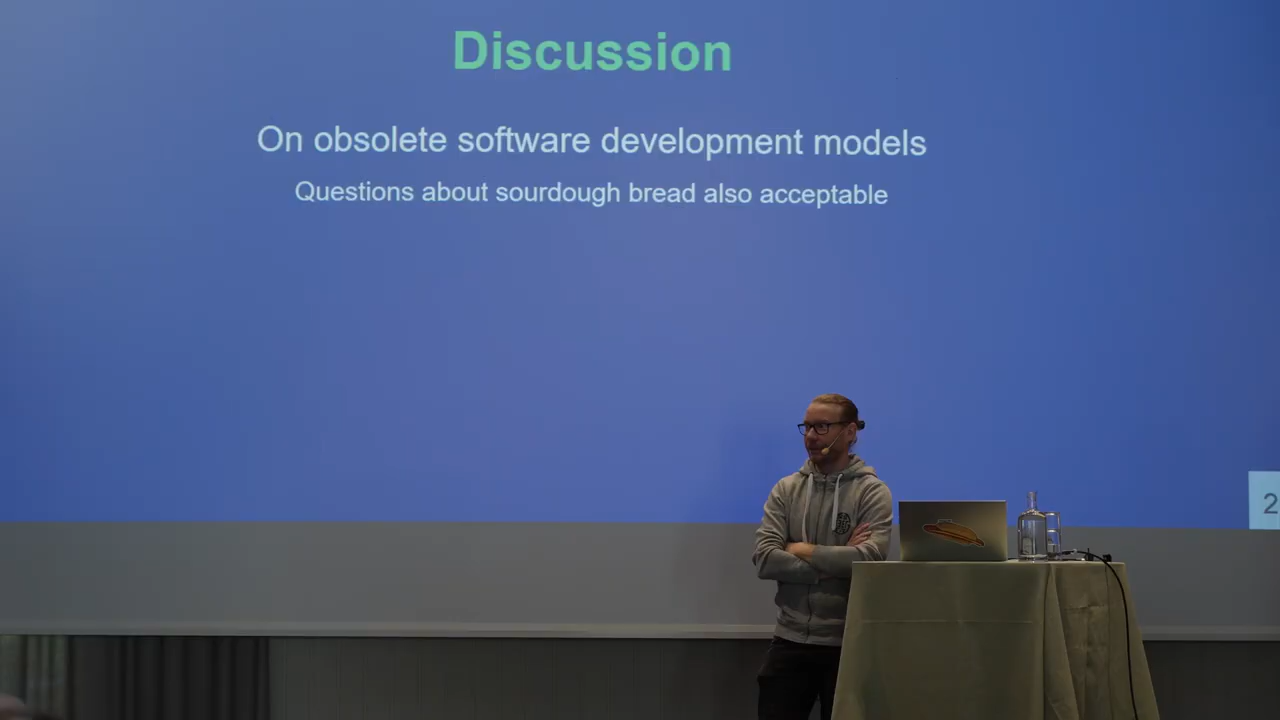 Discussion
On obsolete software development models
Questions about sourdough bread also acceptable
2